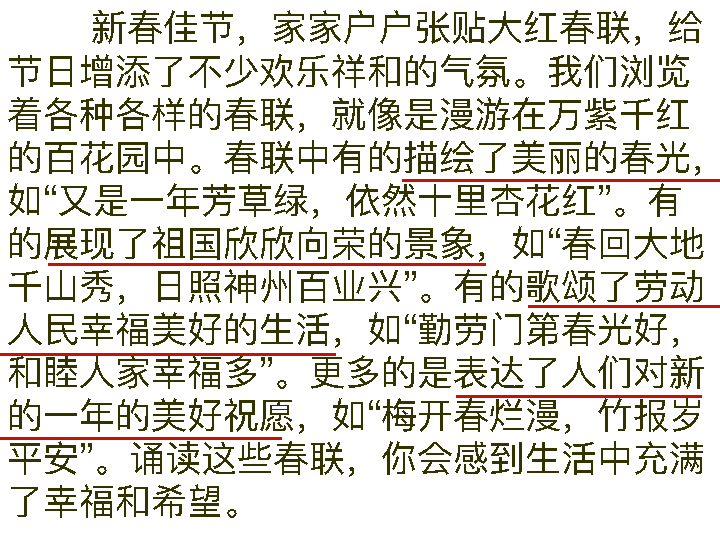 新春佳节，家家户户张贴大红春联，给
节日增添了不少欢乐祥和的气氛。我们浏览
着各种各样的春联，就像是漫游在万紫千红
的百花园中。春联中有的描绘了美丽的春光，
如“又是一年芳草绿，依然十里杏花红”。有
的展现了祖国欣欣向荣的景象，如“春回大地
千山秀，日照神州百业兴”。有的歌颂了劳动
人民幸福美好的生活，如“勤劳门第春光好，
和睦人家幸福多”。更多的是表达了人们对新
的一年的美好祝愿，如“梅开春烂漫，竹报岁
平安”。诵读这些春联，你会感到生活中充满
了幸福和希望。